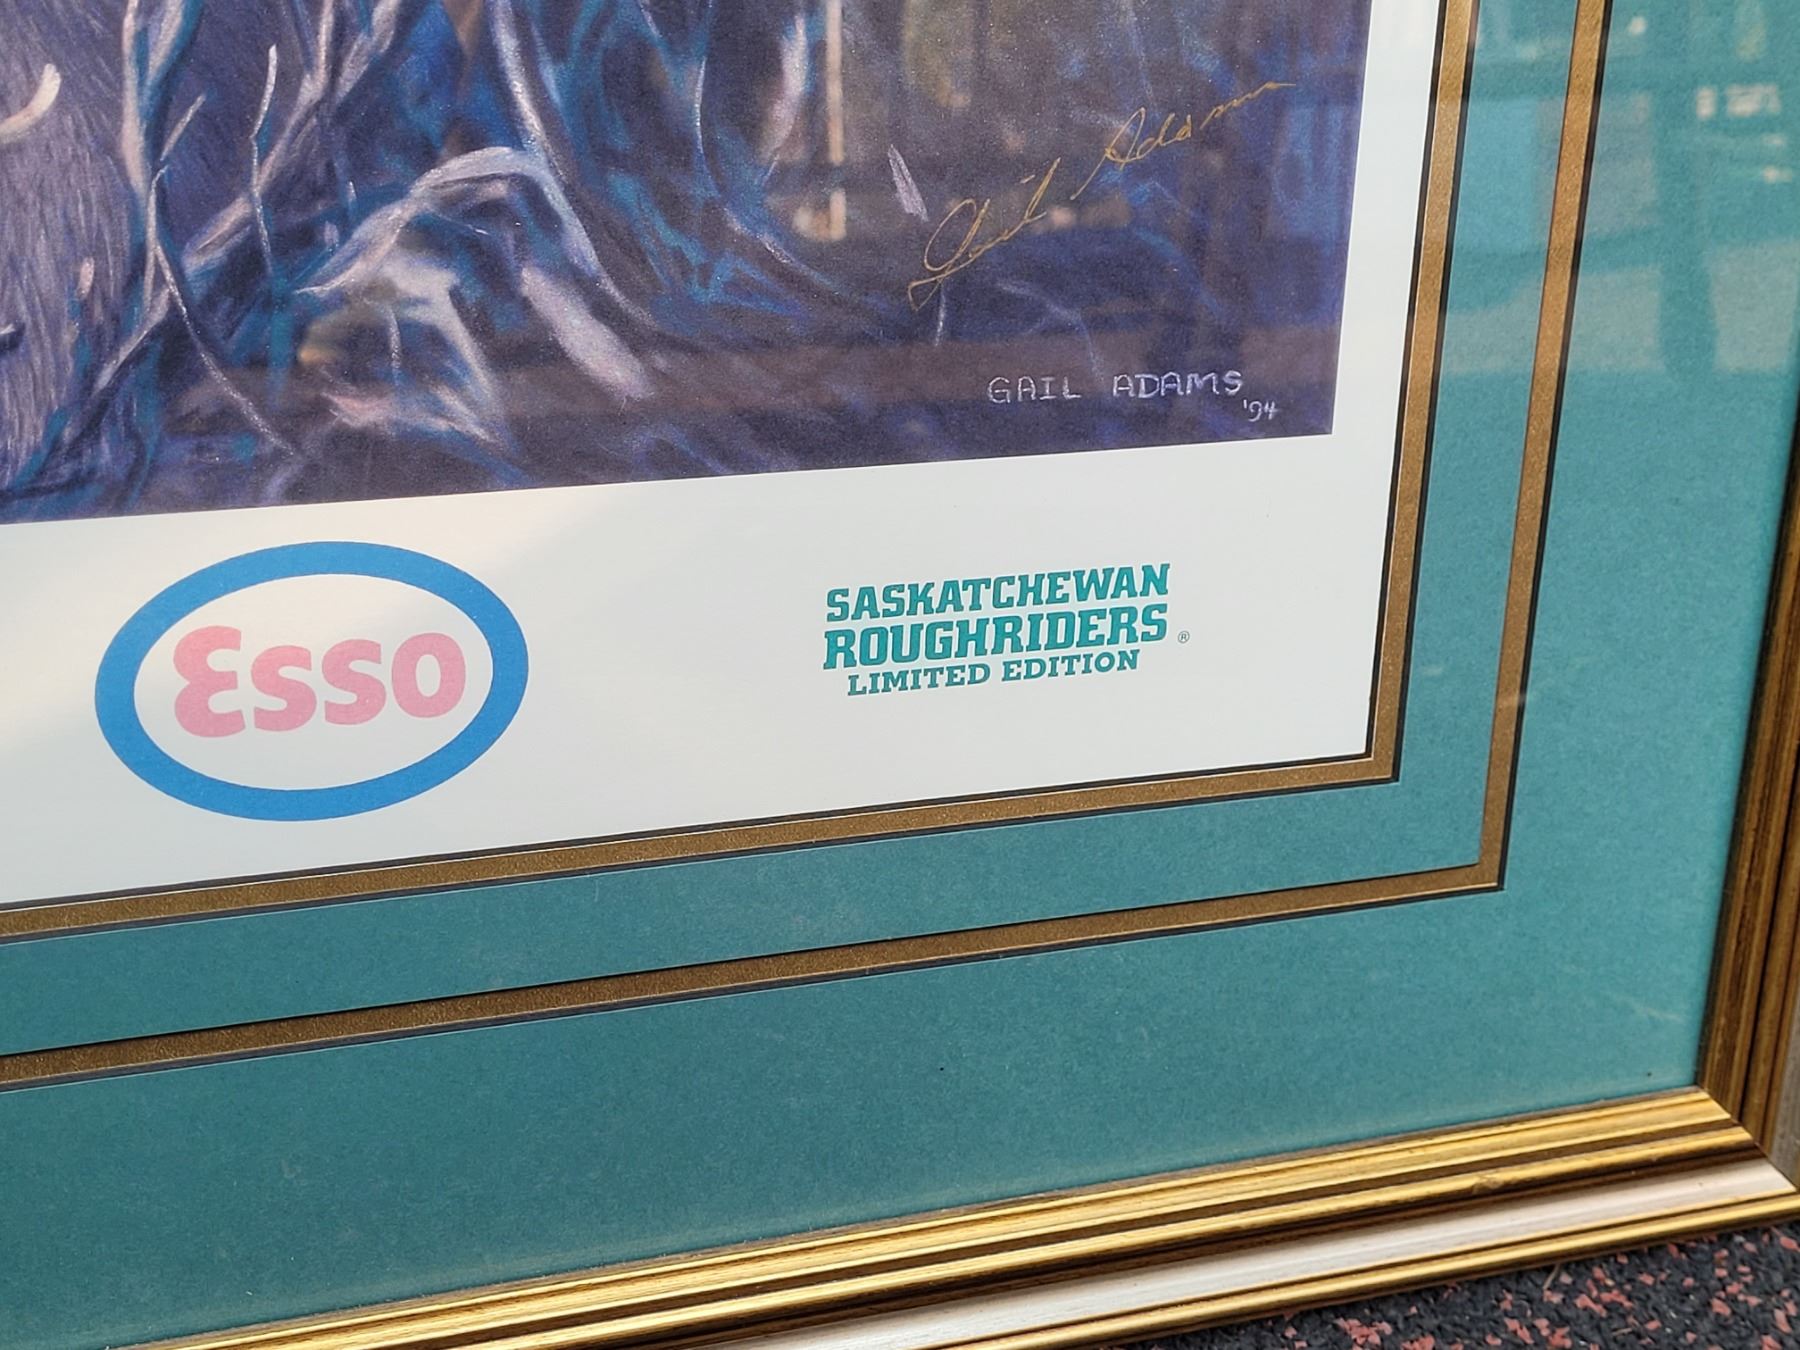 Gail Adams
GAIL ADAMS
'94
Esso
SASKATCHEWAN
ROUGHRIDERS ®
LIMITED EDITION